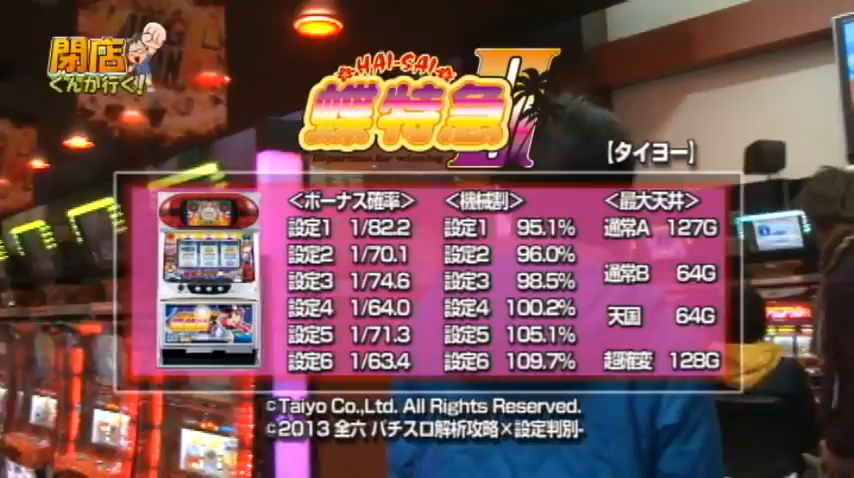 閉店
くんが行く!
HAI-SAI
蝶特急
II
【タイヨー】
<ボーナス確率> <機械割> <最大天井>
設定1 1/82.2 設定1 95.1% 通常A 127G
設定2 1/70.1 設定2 96.0%
設定3 1/74.6 設定3 98.5% 通常B 64G
設定4 1/64.0 設定4 100.2% 天国 64G
設定5 1/71.3 設定5 105.1%
設定6 1/63.4 設定6 109.7% 超確変 128G
©Taiyo Co.,Ltd. All Rights Reserved.
©2013 全六 パチスロ解析攻略×設定判別-